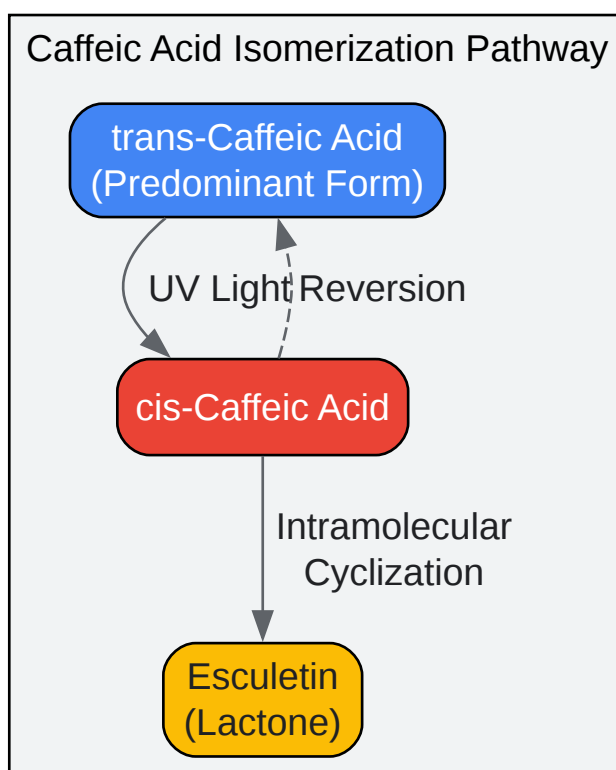 Caffeic Acid Isomerization Pathway
trans-Caffeic Acid
(Predominant Form)
UV Light
Reversion
cis-Caffeic Acid
Intramolecular
Cyclization
Esculetin
(Lactone)